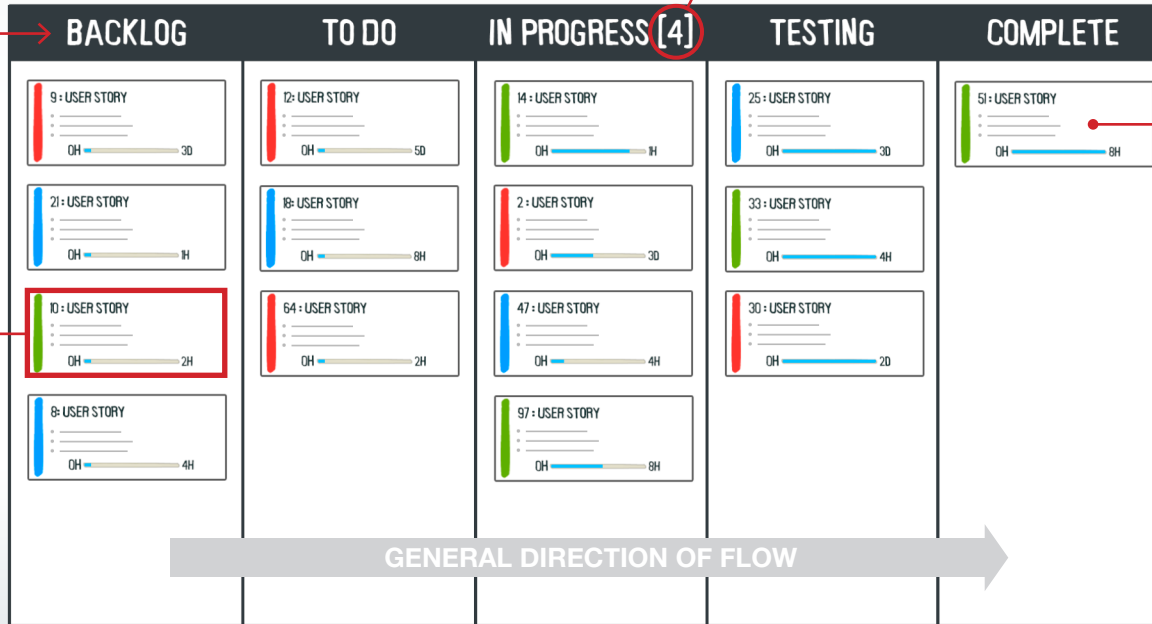 BACKLOG
TO DO
IN PROGRESS [4]
TESTING
COMPLETE
9 : USER STORY
0H 3D
21 : USER STORY
0H 1H
10 : USER STORY
0H 2H
8: USER STORY
0H 4H
12: USER STORY
0H 5D
18: USER STORY
0H 8H
64 : USER STORY
0H 2H
14 : USER STORY
0H 1H
2 : USER STORY
0H 3D
47 : USER STORY
0H 4H
97 : USER STORY
0H 8H
25 : USER STORY
0H 3D
33 : USER STORY
0H 4H
30 : USER STORY
0H 2D
51 : USER STORY
0H 8H
GENERAL DIRECTION OF FLOW